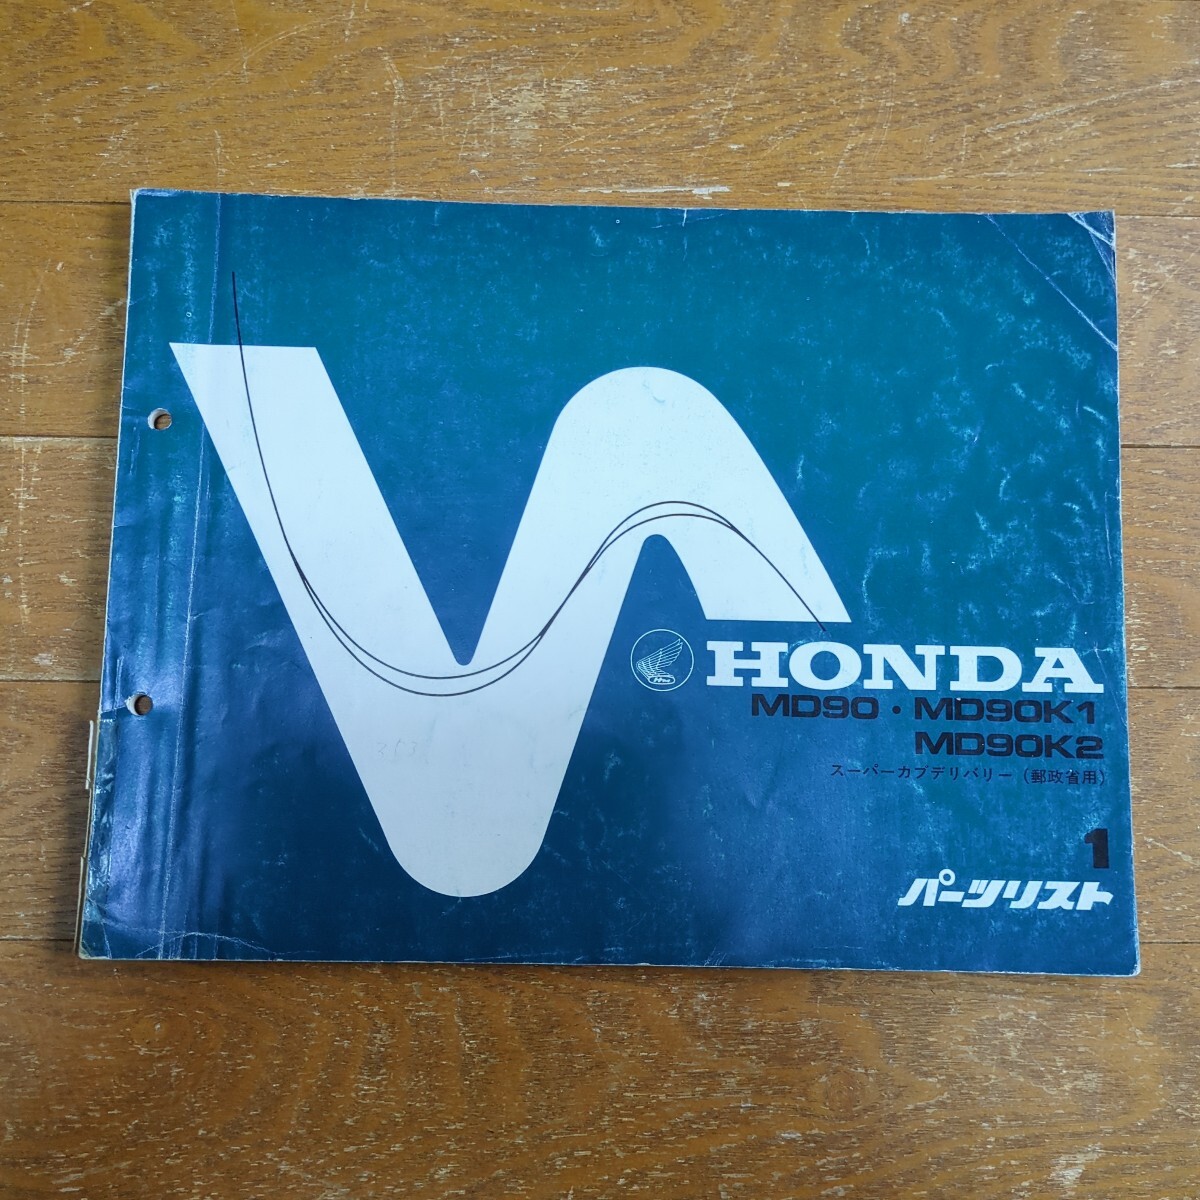 HONDA
MD90・MD90K1
MD90K2
スーパーカブデリバリー（郵政省用）
1
パーツリスト